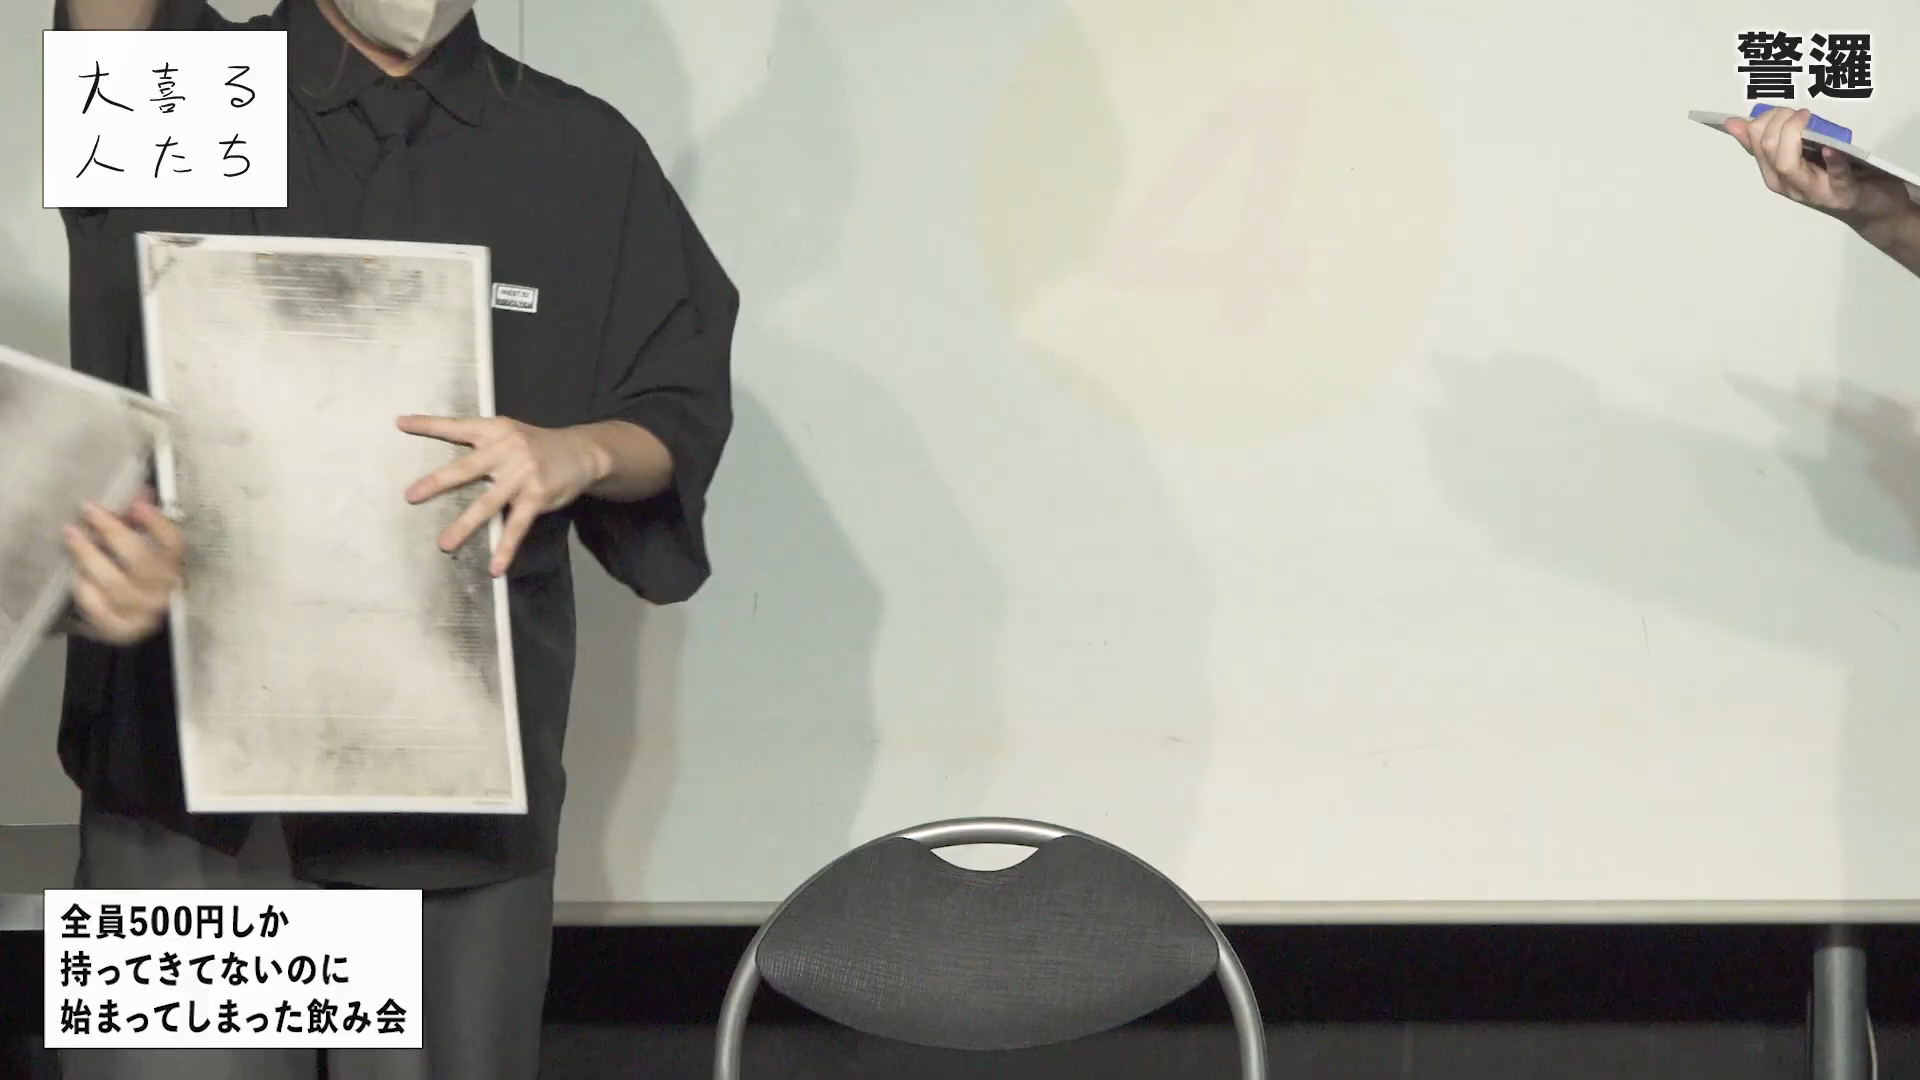 大喜る
人たち
警邏
4
全員500円しか
持ってきてないのに
始まってしまった飲み会